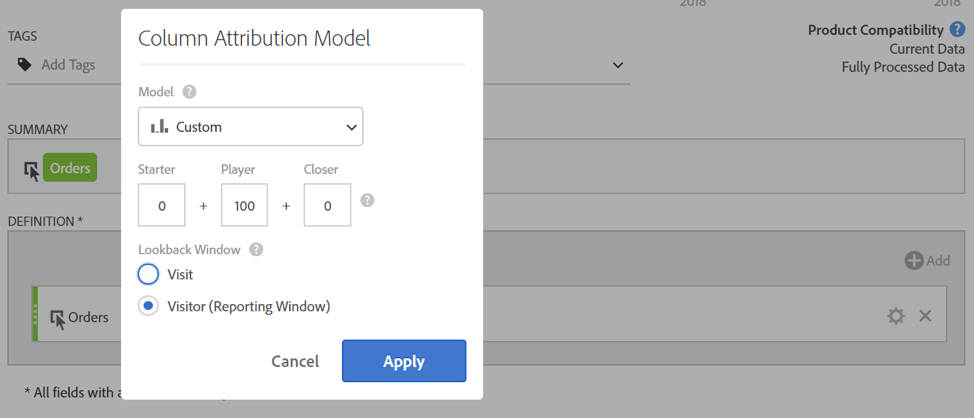 2018
2018
TAGS
Add Tags
Product Compatibility ?
Current Data
Fully Processed Data
Column Attribution Model
Model ?
Custom
Starter Player Closer
0 + 100 + 0 ?
Lookback Window ?
Visit
Visitor (Reporting Window)
Cancel Apply
SUMMARY
Orders
DEFINITION *
Add
Orders
* All fields with a